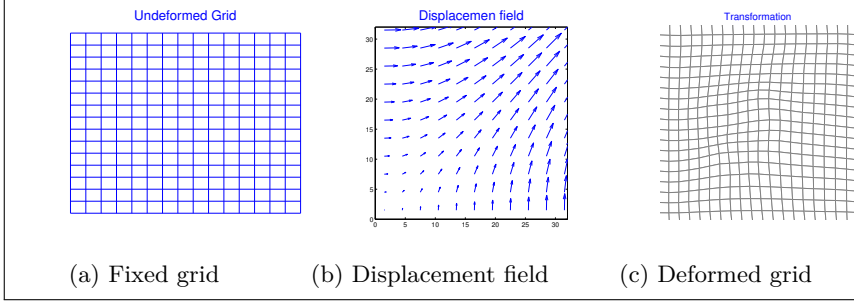 Undeformed Grid
Displacemen field
Transformation
30
25
20
15
10
5
0
0 5 10 15 20 25 30
(a) Fixed grid
(b) Displacement field
(c) Deformed grid